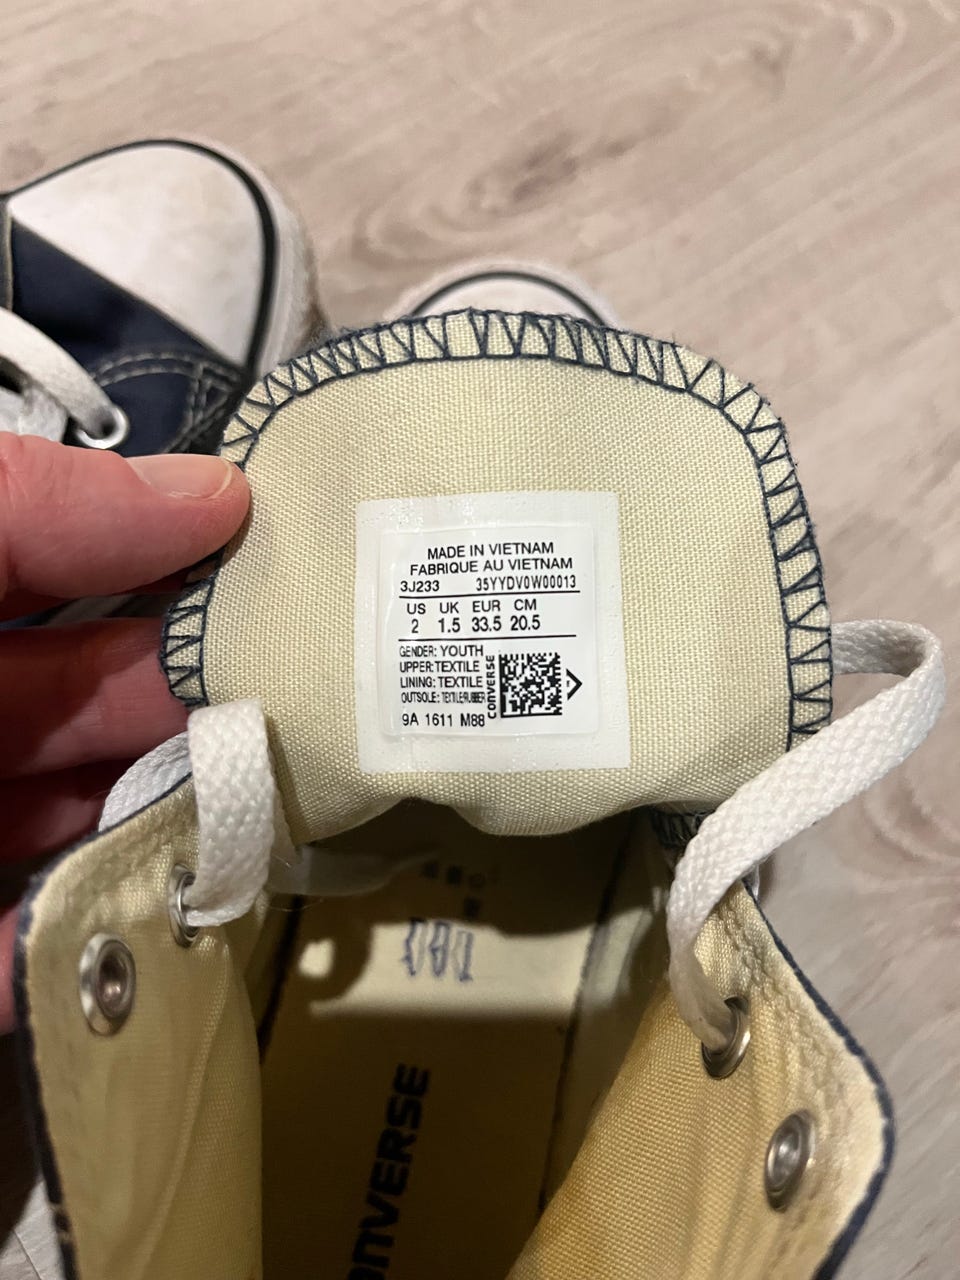 MADE IN VIETNAM
FABRIQUE AU VIETNAM
3J233 35YYDV0W00013
US UK EUR CM
2 1.5 33.5 20.5
GENDER: YOUTH
UPPER:TEXTILE
LINING: TEXTILE
OUTSOLE: TEXTILE/RUBBER
CONVERSE
9A 1611 M88
CONVERSE